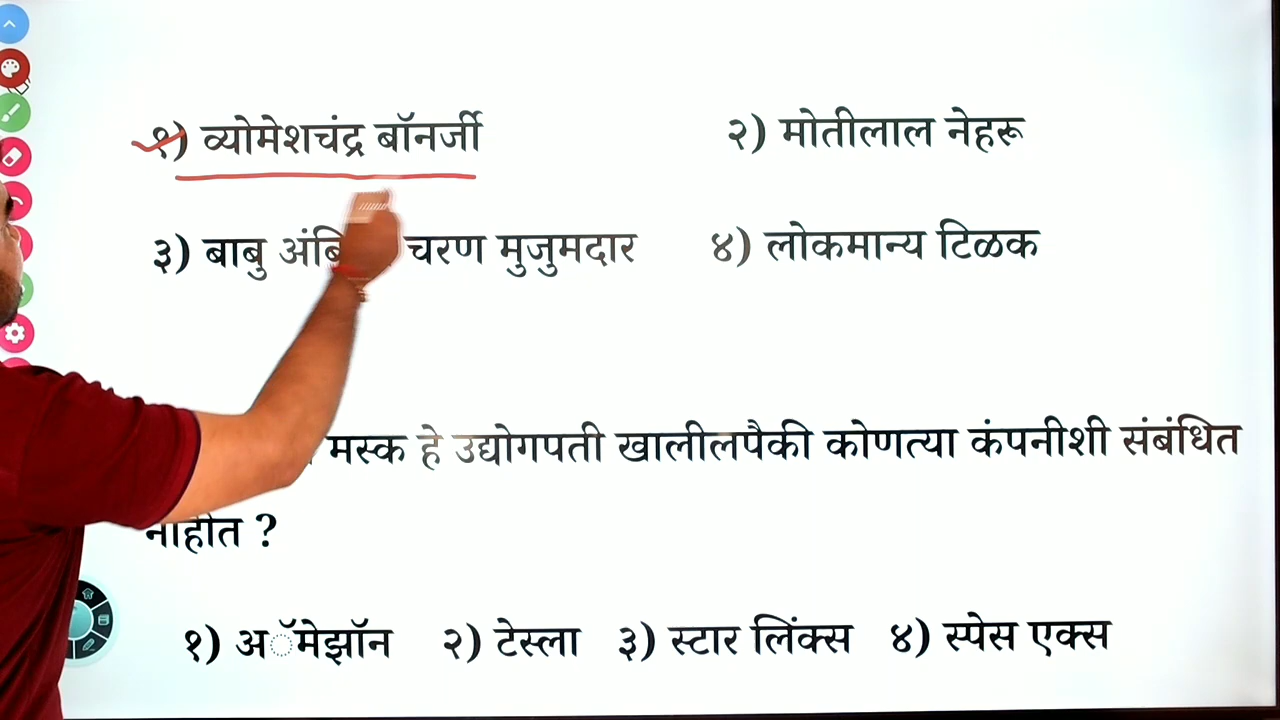 १) व्योमेशचंद्र बॉनर्जी २) मोतीलाल नेहरू
३) बाबु चरण मुजुमदार ४) लोकमान्य टिळक
मस्क हे उद्योगपती खालीलपैकी कोणत्या कंपनीशी संबंधित
नाहीत ?
१) अॅमेझॉन २) टेस्ला ३) स्टार लिंक्स ४) स्पेस एक्स